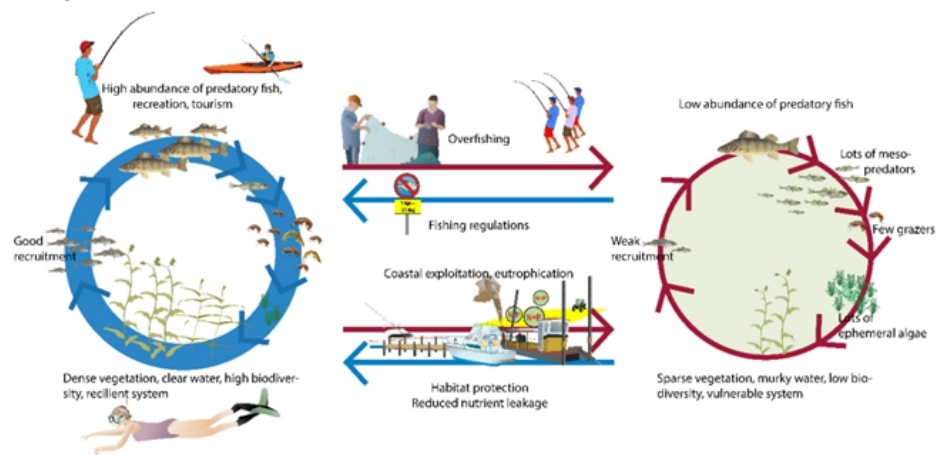 High abundance of predatory fish,
recreation, tourism
Good
recruitment
Dense vegetation, clear water, high biodiver-
sity, recilient system
Overfishing
Fishing regulations
Coastal exploitation, eutrophication
N+P
Habitat protection
Reduced nutrient leakage
Low abundance of predatory fish
Lots of meso-
predators
Few grazers
Weak
recruitment
Lots of
ephemeral algae
Sparse vegetation, murky water, low bio-
diversity, vulnerable system